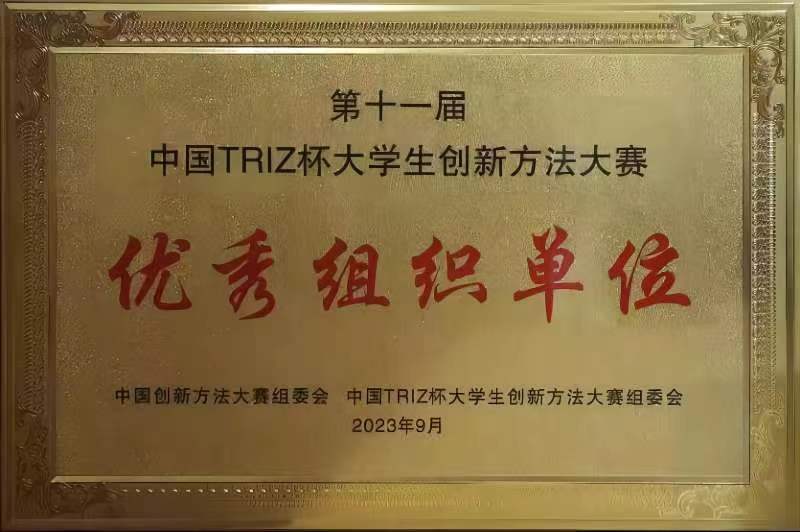 第十一届
中国TRIZ杯大学生创新方法大赛
优秀组织单位
中国创新方法大赛组委会 中国TRIZ杯大学生创新方法大赛组委会
2023年9月